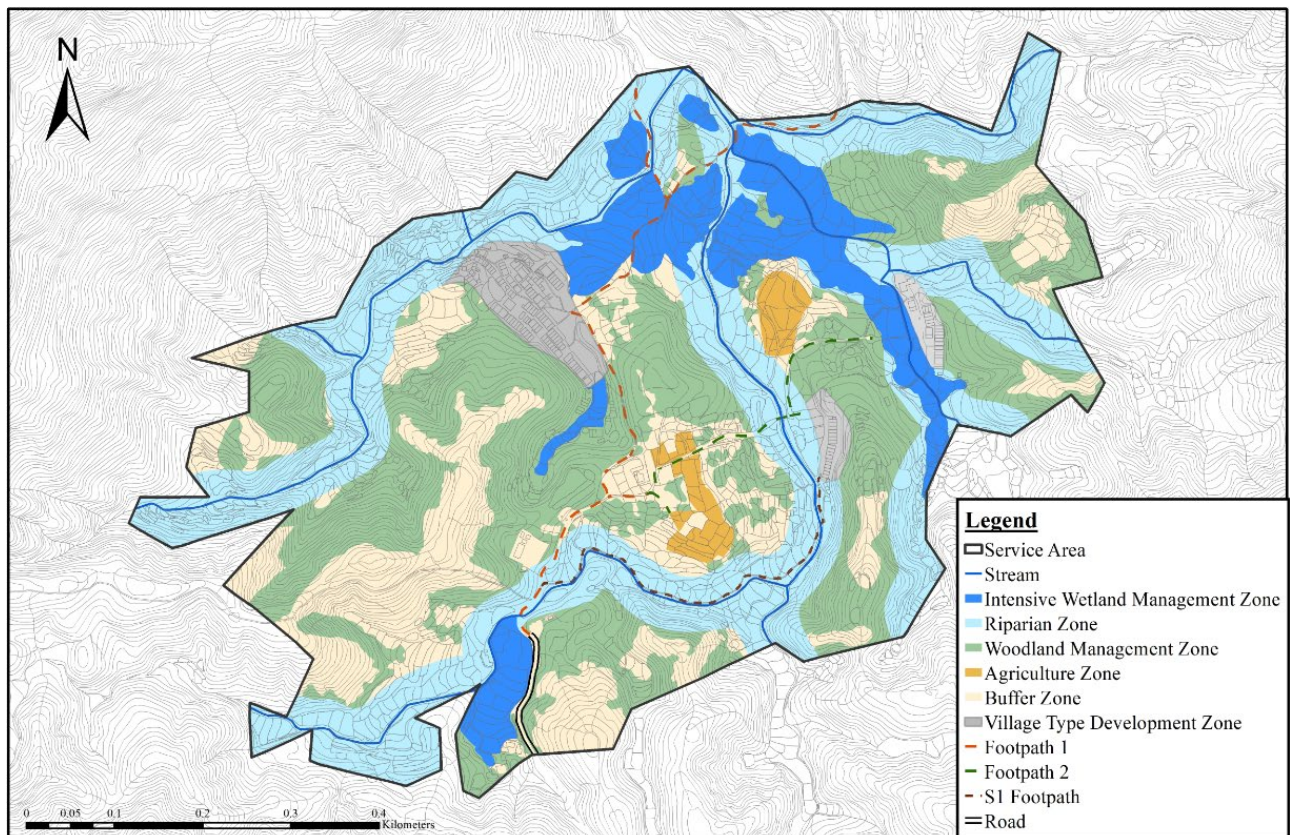 N
Legend
Service Area
Stream
Intensive Wetland Management Zone
Riparian Zone
Woodland Management Zone
Agriculture Zone
Buffer Zone
Village Type Development Zone
Footpath 1
Footpath 2
S1 Footpath
Road
0 0.05 0.1 0.2 0.3 0.4
Kilometers